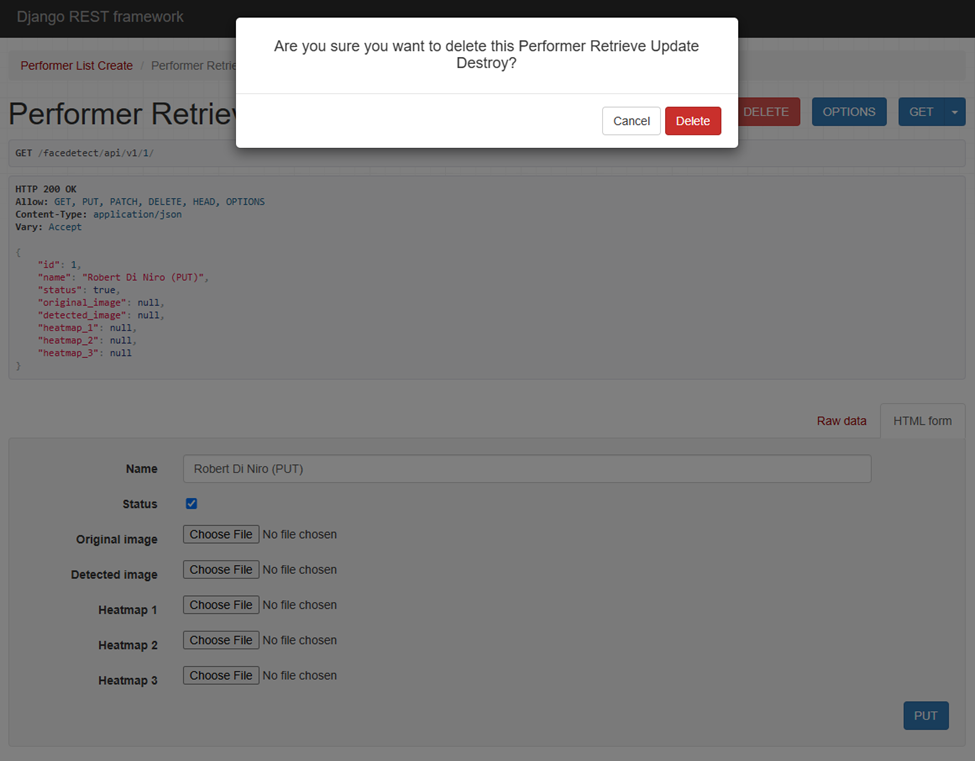 Django REST framework
Are you sure you want to delete this Performer Retrieve Update
Destroy?
Cancel
Delete
Performer List Create / Performer Retrie
Performer Retriev
DELETE
OPTIONS
GET
GET /facedetect/api/v1/1/
HTTP 200 OK
Allow: GET, PUT, PATCH, DELETE, HEAD, OPTIONS
Content-Type: application/json
Vary: Accept
{
"id": 1,
"name": "Robert Di Niro (PUT)",
"status": true,
"original_image": null,
"detected_image": null,
"heatmap_1": null,
"heatmap_2": null,
"heatmap_3": null
}
Raw data
HTML form
Name
Robert Di Niro (PUT)
Status
Original image
Choose File No file chosen
Detected image
Choose File No file chosen
Heatmap 1
Choose File No file chosen
Heatmap 2
Choose File No file chosen
Heatmap 3
Choose File No file chosen
PUT